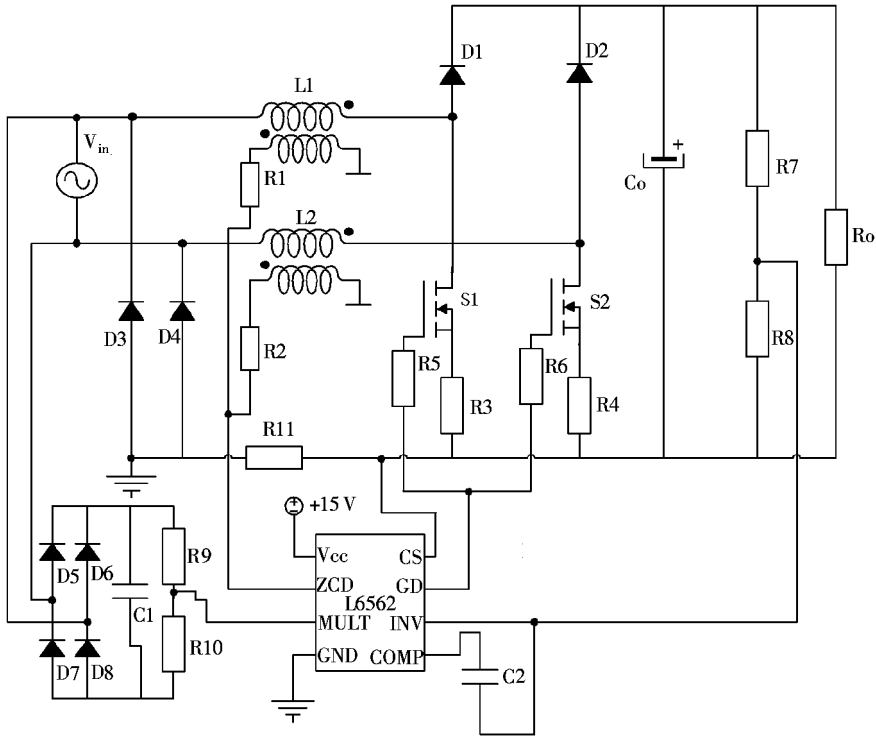 D1
D2
L1
V_in
R1
Co
+
R7
L2
Ro
S1
S2
D3
D4
R2
R5
R6
R8
R3
R4
R11
+15 V
Vcc
CS
D5
D6
R9
ZCD
GD
C1
L6562
MULT
INV
R10
D7
D8
GND
COMP
C2